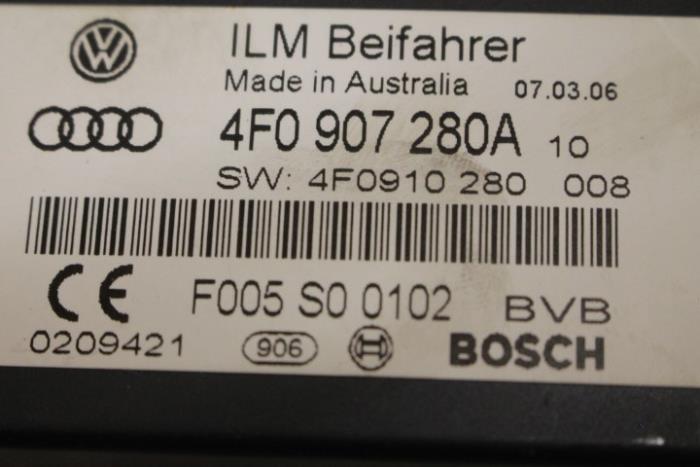 ILM Beifahrer
Made in Australia 07.03.06
4F0 907 280A 10
SW: 4F0910 280 008
CE F005 S0 0102 BVB
0209421 906 BOSCH